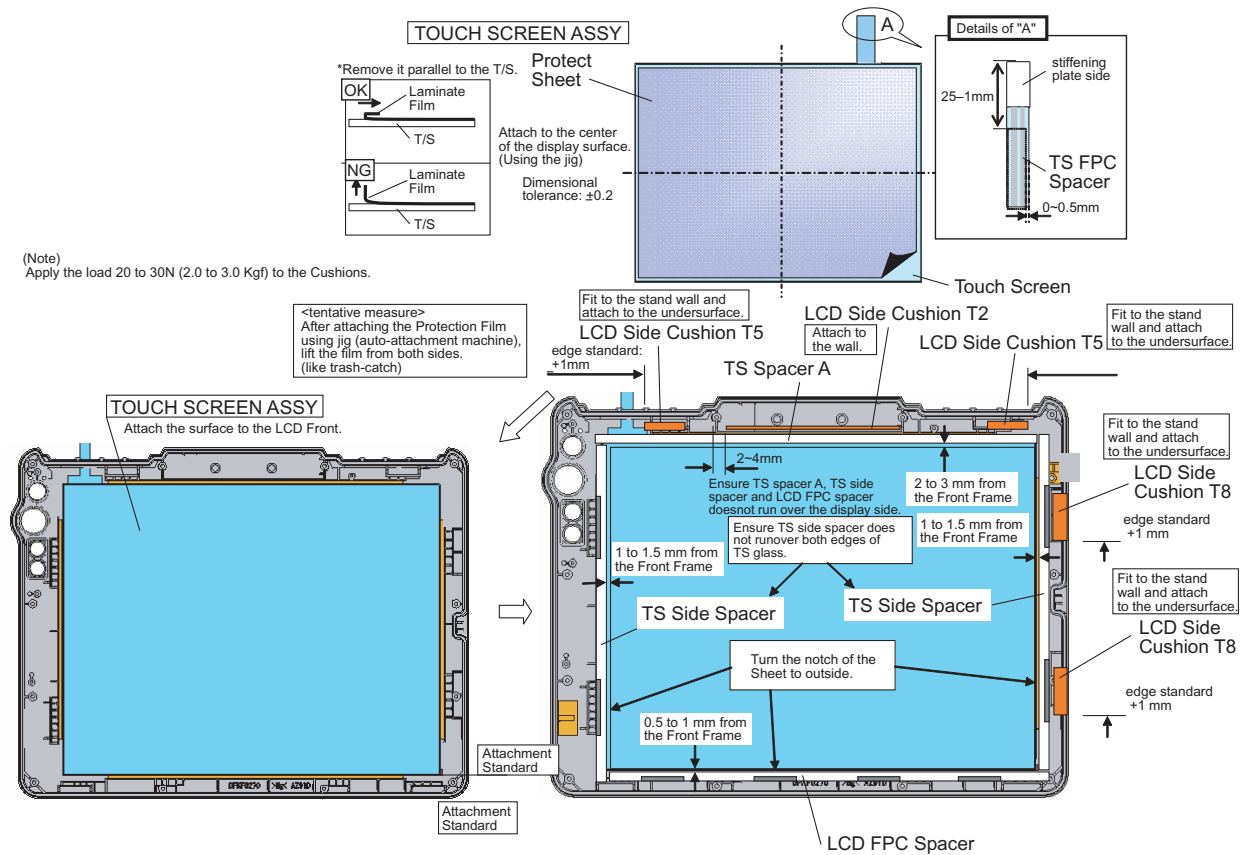 TOUCH SCREEN ASSY
*Remove it parallel to the T/S.
OK
Laminate
Film
T/S
NG
Laminate
Film
T/S
Protect
Sheet
Attach to the center
of the display surface.
(Using the jig)
Dimensional
tolerance: ±0.2
A
Details of "A"
stiffening
plate side
25–1mm
TS FPC
Spacer
0~0.5mm
Touch Screen
(Note)
Apply the load 20 to 30N (2.0 to 3.0 Kgf) to the Cushions.
<tentative measure>
After attaching the Protection Film
using jig (auto-attachment machine),
lift the film from both sides.
(like trash-catch)
Fit to the stand wall and
attach to the undersurface.
LCD Side Cushion T5
edge standard:
+1mm
LCD Side Cushion T2
Attach to
the wall.
TS Spacer A
Fit to the stand
wall and attach
to the undersurface.
LCD Side Cushion T5
TOUCH SCREEN ASSY
Attach the surface to the LCD Front.
2~4mm
Ensure TS spacer A, TS side
spacer and LCD FPC spacer
doesnot run over the display side.
2 to 3 mm from
the Front Frame
Fit to the stand
wall and attach
to the undersurface.
LCD Side
Cushion T8
edge standard
+1 mm
Ensure TS side spacer does
not runover both edges of
TS glass.
1 to 1.5 mm from
the Front Frame
1 to 1.5 mm from
the Front Frame
TS Side Spacer
TS Side Spacer
Fit to the stand
wall and attach
to the undersurface.
LCD Side
Cushion T8
edge standard
+1 mm
Turn the notch of the
Sheet to outside.
0.5 to 1 mm from
the Front Frame
Attachment
Standard
Attachment
Standard
LCD FPC Spacer